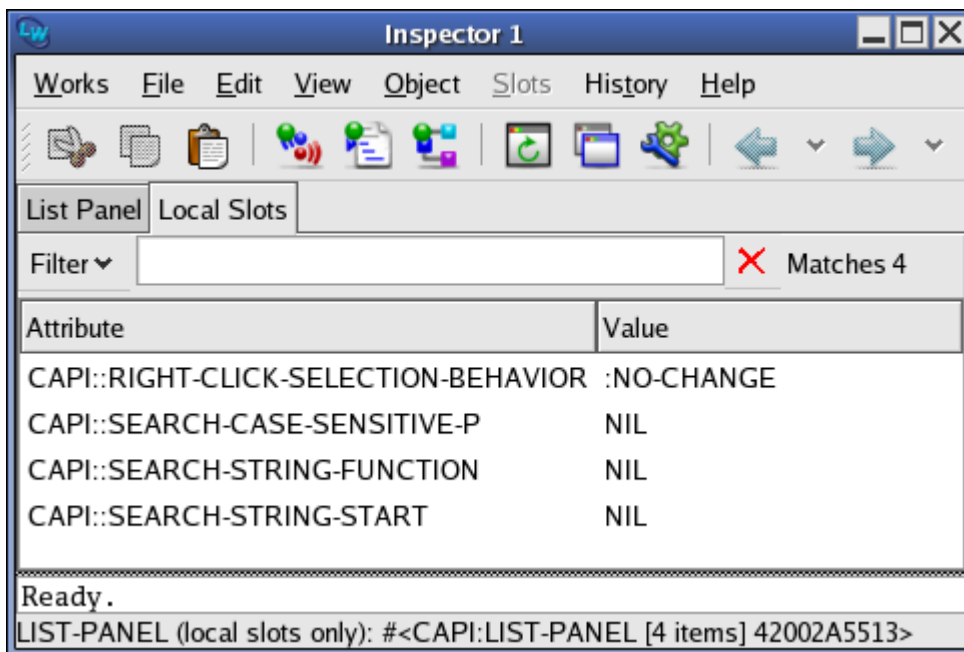 LW Inspector 1
Works File Edit View Object Slots History Help
List Panel Local Slots
Filter Matches 4
Attribute Value
CAPI::RIGHT-CLICK-SELECTION-BEHAVIOR :NO-CHANGE
CAPI::SEARCH-CASE-SENSITIVE-P NIL
CAPI::SEARCH-STRING-FUNCTION NIL
CAPI::SEARCH-STRING-START NIL
Ready.
LIST-PANEL (local slots only): #<CAPI:LIST-PANEL [4 items] 42002A5513>